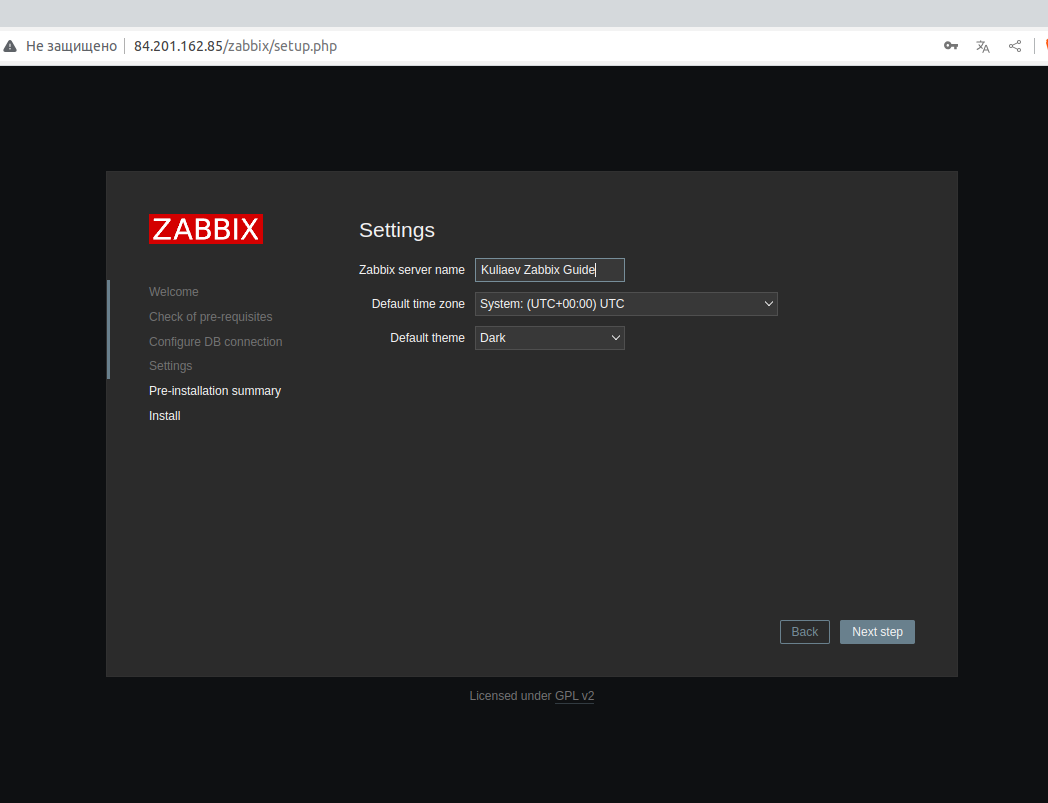 Не защищено 84.201.162.85/zabbix/setup.php
ZABBIX
Welcome
Check of pre-requisites
Configure DB connection
Settings
Pre-installation summary
Install
Settings
Zabbix server name Kuliaev Zabbix Guide
Default time zone System: (UTC+00:00) UTC
Default theme Dark
Back Next step
Licensed under GPL v2